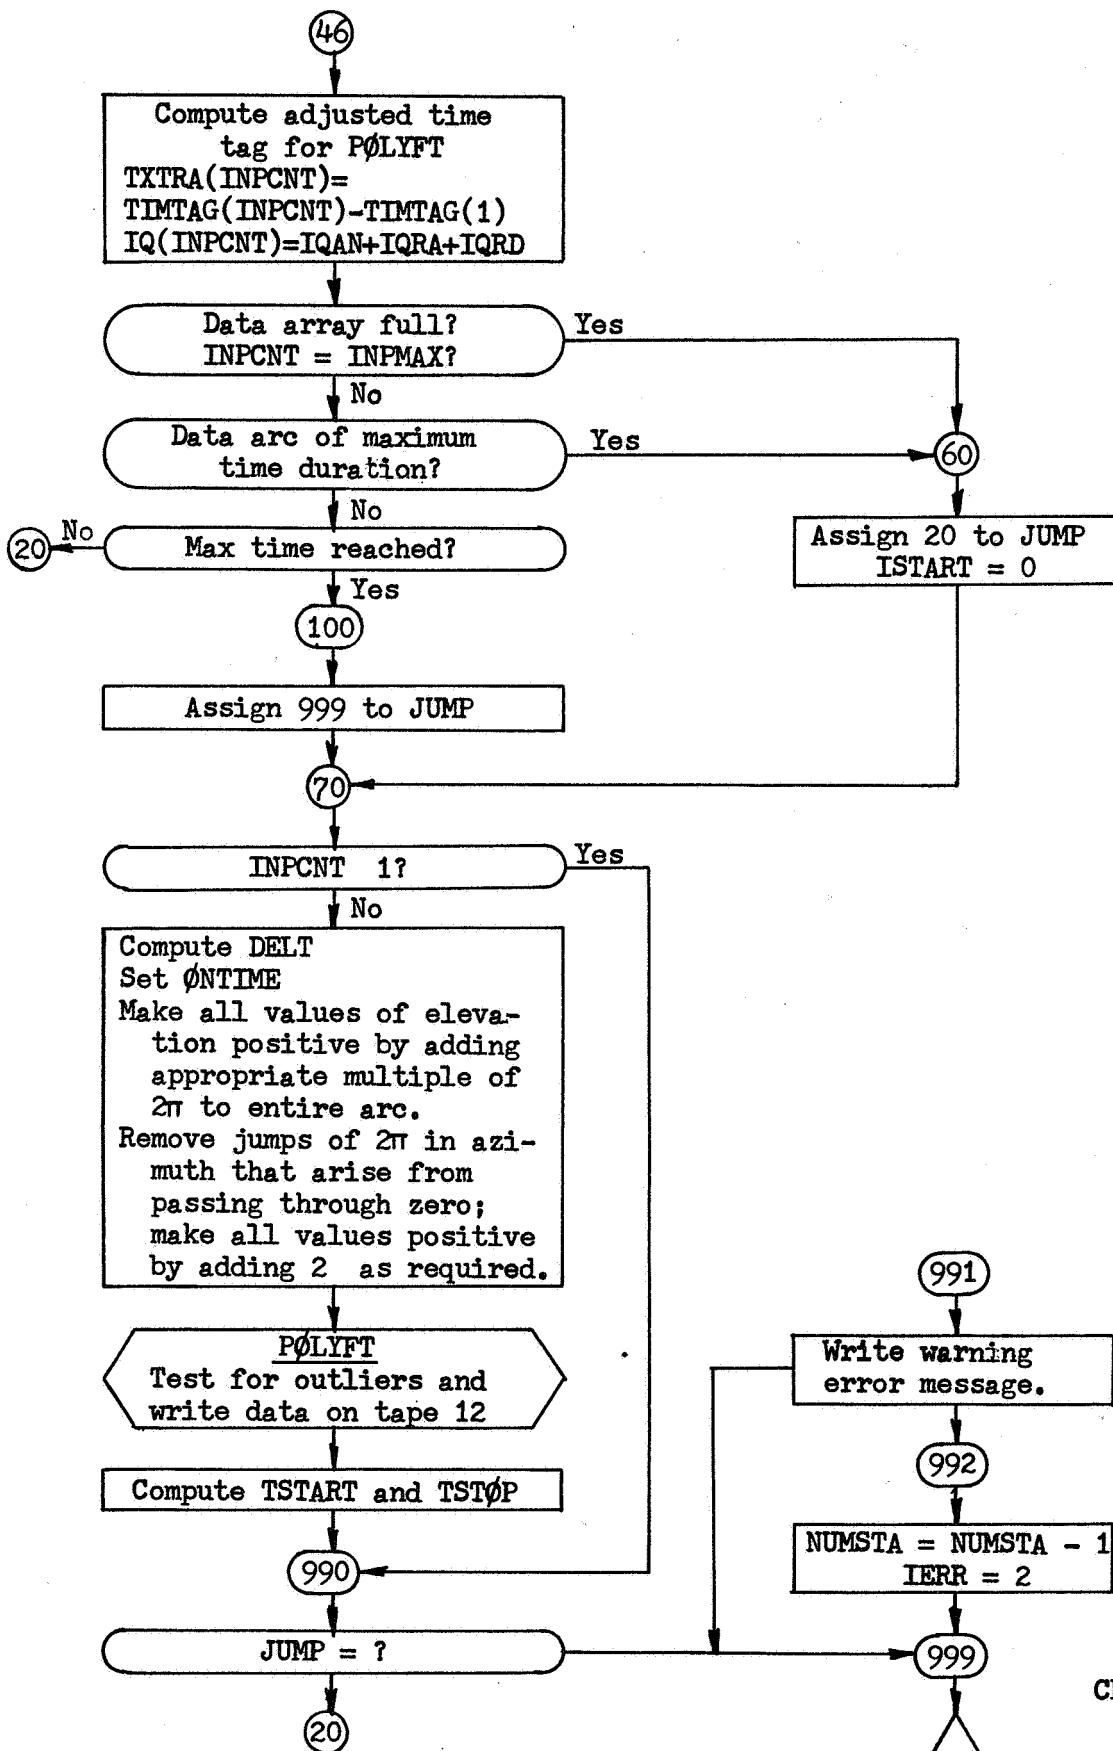 46
Compute adjusted time
tag for PØLYFT
TXTRA(INPCNT)=
TIMTAG(INPCNT)-TIMTAG(1)
IQ(INPCNT)=IQAN+IQRA+IQRD
Data array full?
INPCNT = INPMAX?
Yes
No
Data arc of maximum
time duration?
Yes
60
No
Max time reached?
No
20
Assign 20 to JUMP
ISTART = 0
Yes
100
Assign 999 to JUMP
70
INPCNT 1?
Yes
No
Compute DELT
Set ØNTIME
Make all values of eleva-
tion positive by adding
appropriate multiple of
2π to entire arc.
Remove jumps of 2π in azi-
muth that arise from
passing through zero;
make all values positive
by adding 2 as required.
PØLYFT
Test for outliers and
write data on tape 12
Compute TSTART and TSTØP
990
JUMP = ?
20
991
Write warning
error message.
992
NUMSTA = NUMSTA - 1
IERR = 2
999